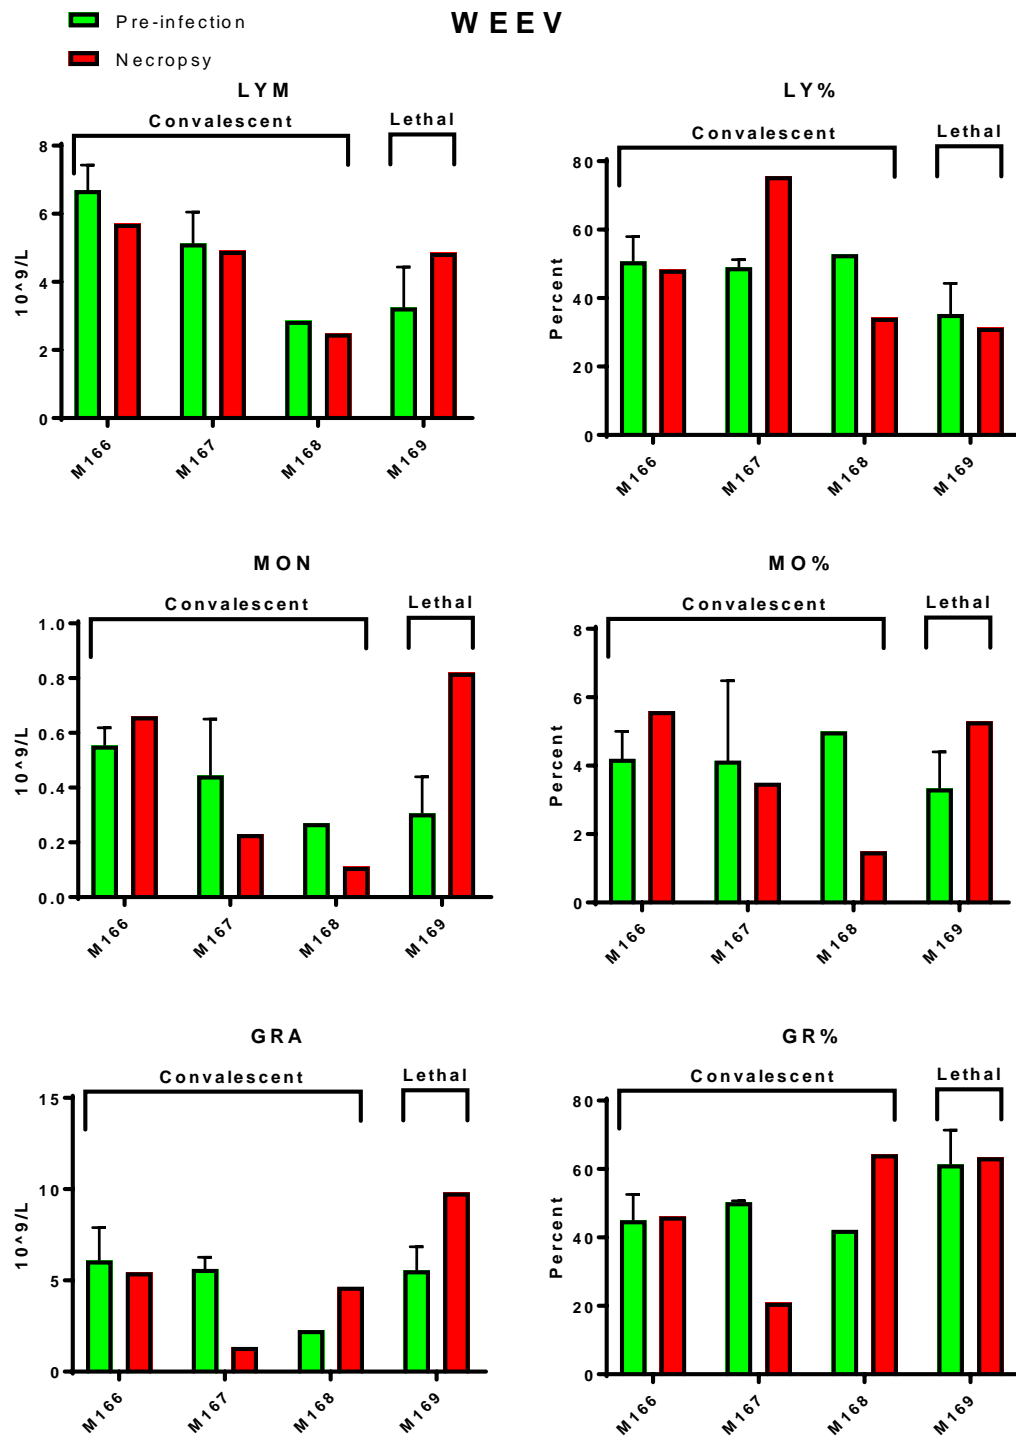 WEEV
Pre-infection
Necropsy
LYM
Convalescent
Lethal
10^9/L
8
6
4
2
0
M166
M167
M168
M169
LY%
Convalescent
Lethal
Percent
80
60
40
20
0
M166
M167
M168
M169
MON
Convalescent
Lethal
10^9/L
1.0
0.8
0.6
0.4
0.2
0.0
M166
M167
M168
M169
MO%
Convalescent
Lethal
Percent
8
6
4
2
0
M166
M167
M168
M169
GRA
Convalescent
Lethal
10^9/L
15
10
5
0
M166
M167
M168
M169
GR%
Convalescent
Lethal
Percent
80
60
40
20
0
M166
M167
M168
M169